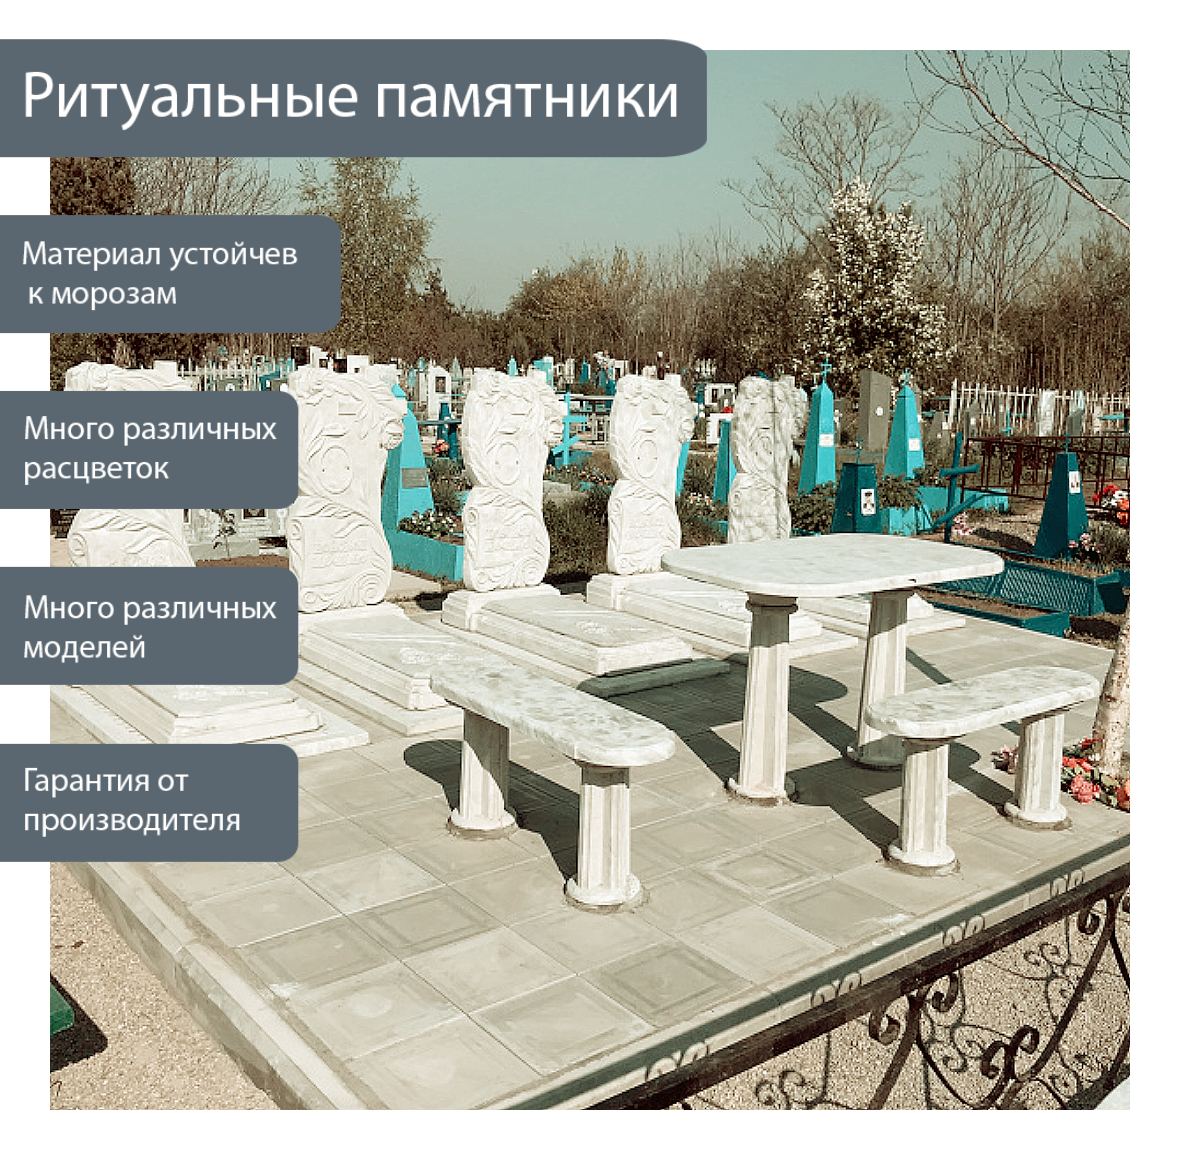 Ритуальные памятники
Материал устойчев
к морозам
Много различных
расцветок
Много различных
моделей
Гарантия от
производителя